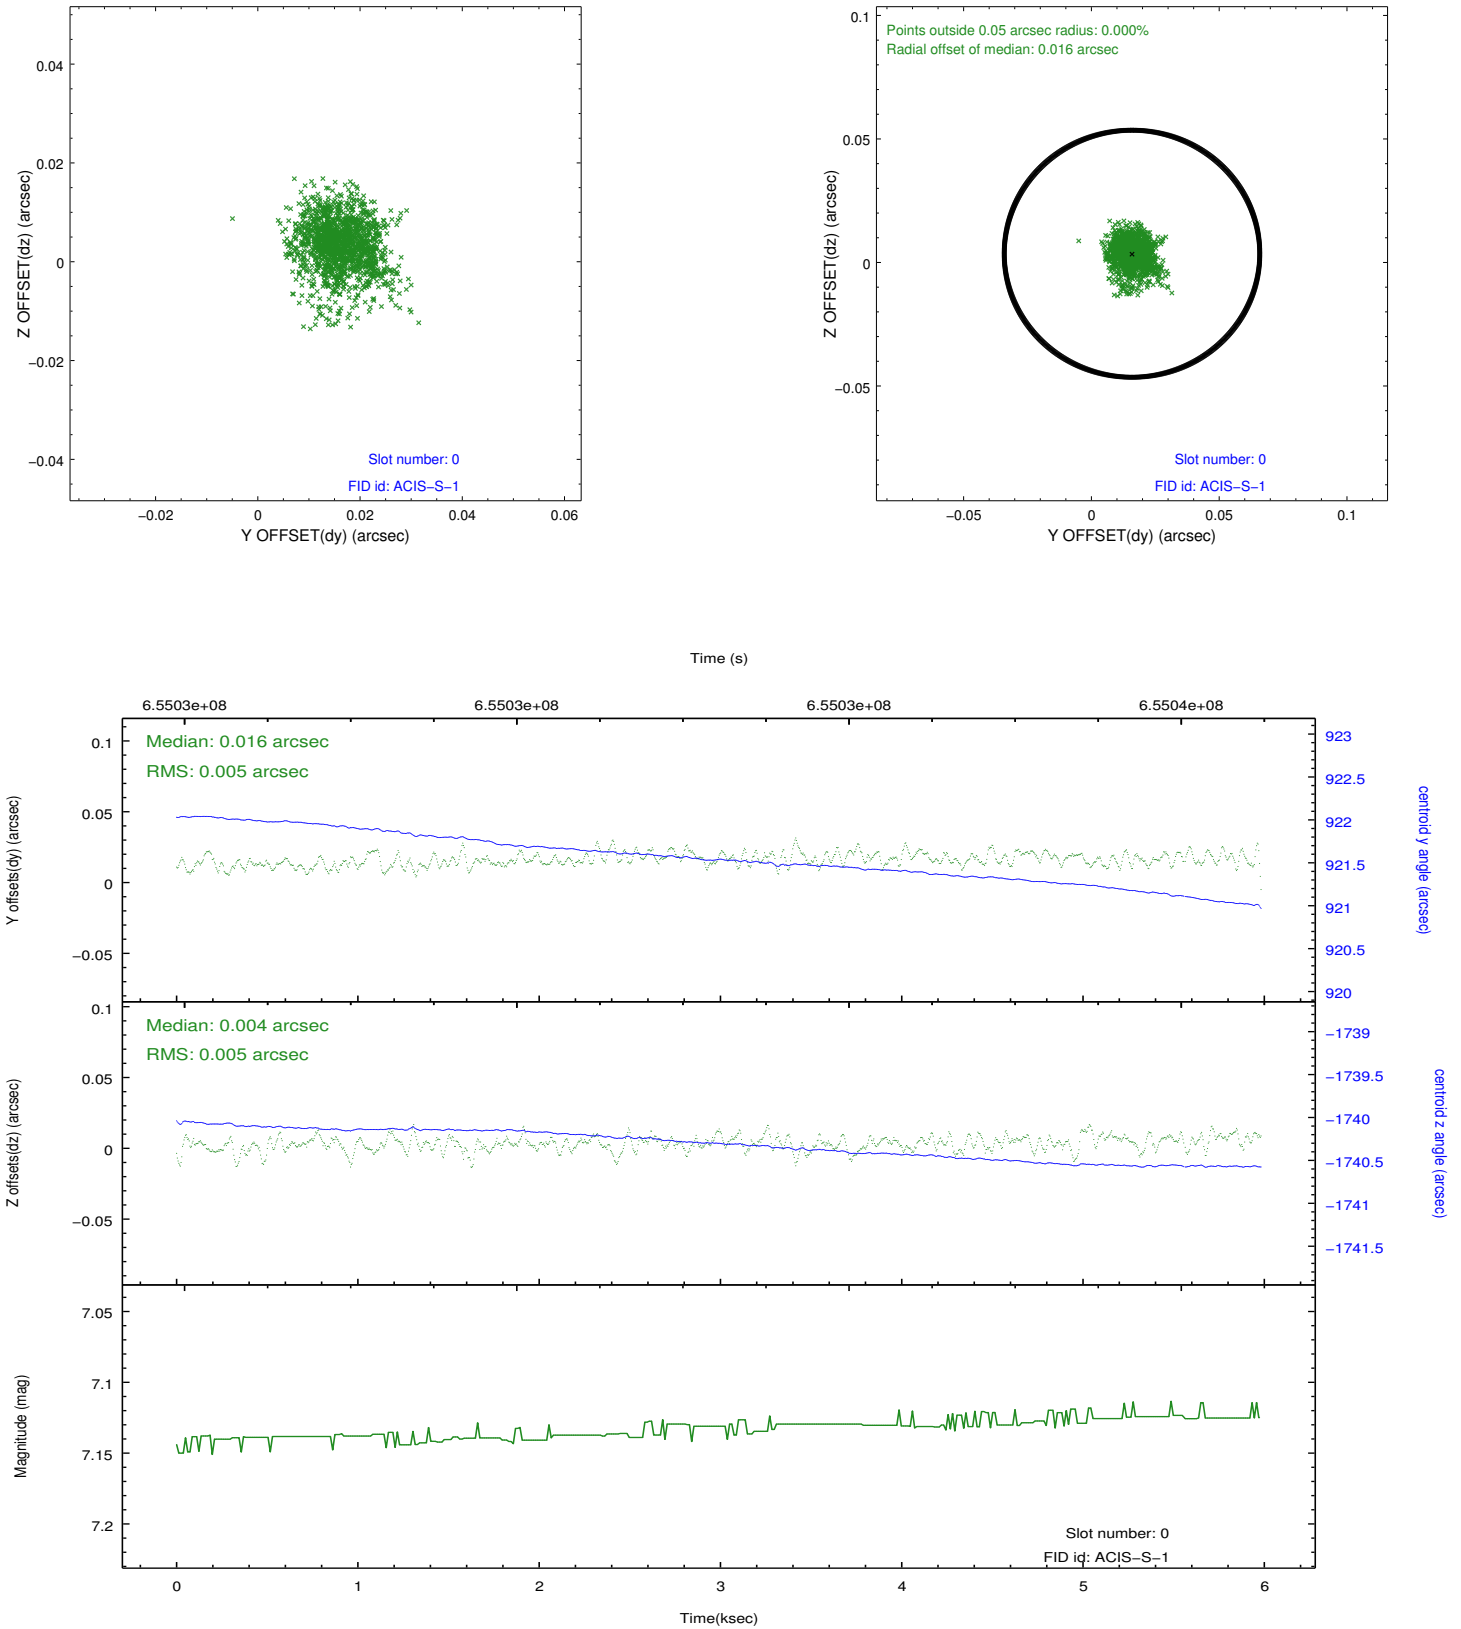 0.04
0.02
0
−0.02
−0.04
Z OFFSET(dz) (arcsec)
Slot number: 0
FID id: ACIS−S−1
−0.02
0
0.02
0.04
0.06
Y OFFSET(dy) (arcsec)
Points outside 0.05 arcsec radius: 0.000%
Radial offset of median: 0.016 arcsec
0.1
0.05
0
−0.05
Z OFFSET(dz) (arcsec)
Slot number: 0
FID id: ACIS−S−1
−0.05
0
0.05
0.1
Y OFFSET(dy) (arcsec)
Time (s)
6.5503e+08
6.5503e+08
6.5503e+08
6.5504e+08
Median: 0.016 arcsec
RMS: 0.005 arcsec
0.1
0.05
0
−0.05
Y offsets(dy) (arcsec)
923
922.5
922
921.5
921
920.5
920
centroid y angle (arcsec)
Median: 0.004 arcsec
RMS: 0.005 arcsec
0.1
0.05
0
−0.05
Z offsets(dz) (arcsec)
−1739
−1739.5
−1740
−1740.5
−1741
−1741.5
centroid z angle (arcsec)
7.05
7.1
7.15
7.2
Magnitude (mag)
Slot number: 0
FID id: ACIS−S−1
0
1
2
3
4
5
6
Time(ksec)